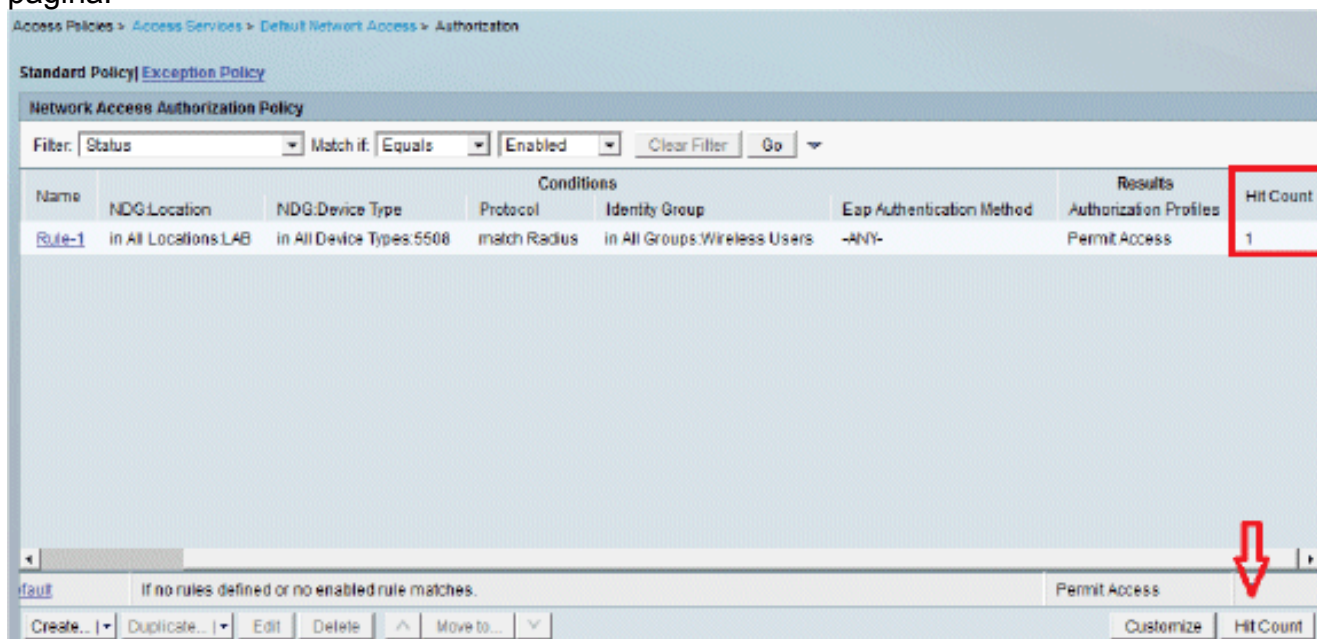 pagina.
Access Policies > Access Services > Default Network Access > Authorization
Standard Policy| Exception Policy
Network Access Authorization Policy
Filter: Status Match if: Equals Enabled Clear Filter Go
Conditions Results
Name NDG:Location NDG:Device Type Protocol Identity Group Eap Authentication Method Authorization Profiles Hit Count
Rule-1 in All Locations:LAB in All Device Types:5508 match Radius in All Groups:Wireless Users -ANY- Permit Access 1
efault If no rules defined or no enabled rule matches. Permit Access
Create... Duplicate... Edit Delete Move to... Customize Hit Count